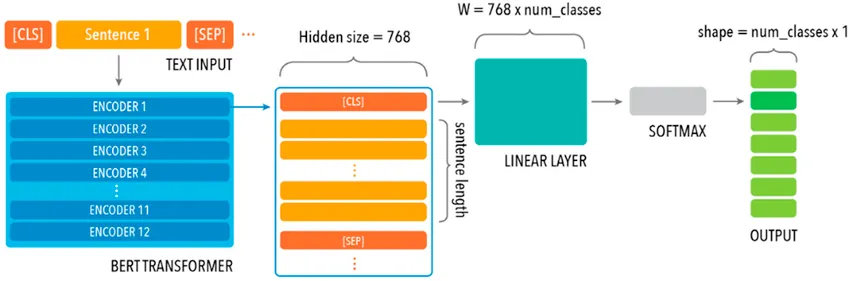 [CLS] Sentence 1 [SEP] ...
TEXT INPUT
ENCODER 1
ENCODER 2
ENCODER 3
ENCODER 4
⋮
ENCODER 11
ENCODER 12
BERT TRANSFORMER
Hidden size = 768
[CLS]
⋮
[SEP]
⋮
sentence length
W = 768 x num_classes
LINEAR LAYER
SOFTMAX
shape = num_classes x 1
OUTPUT